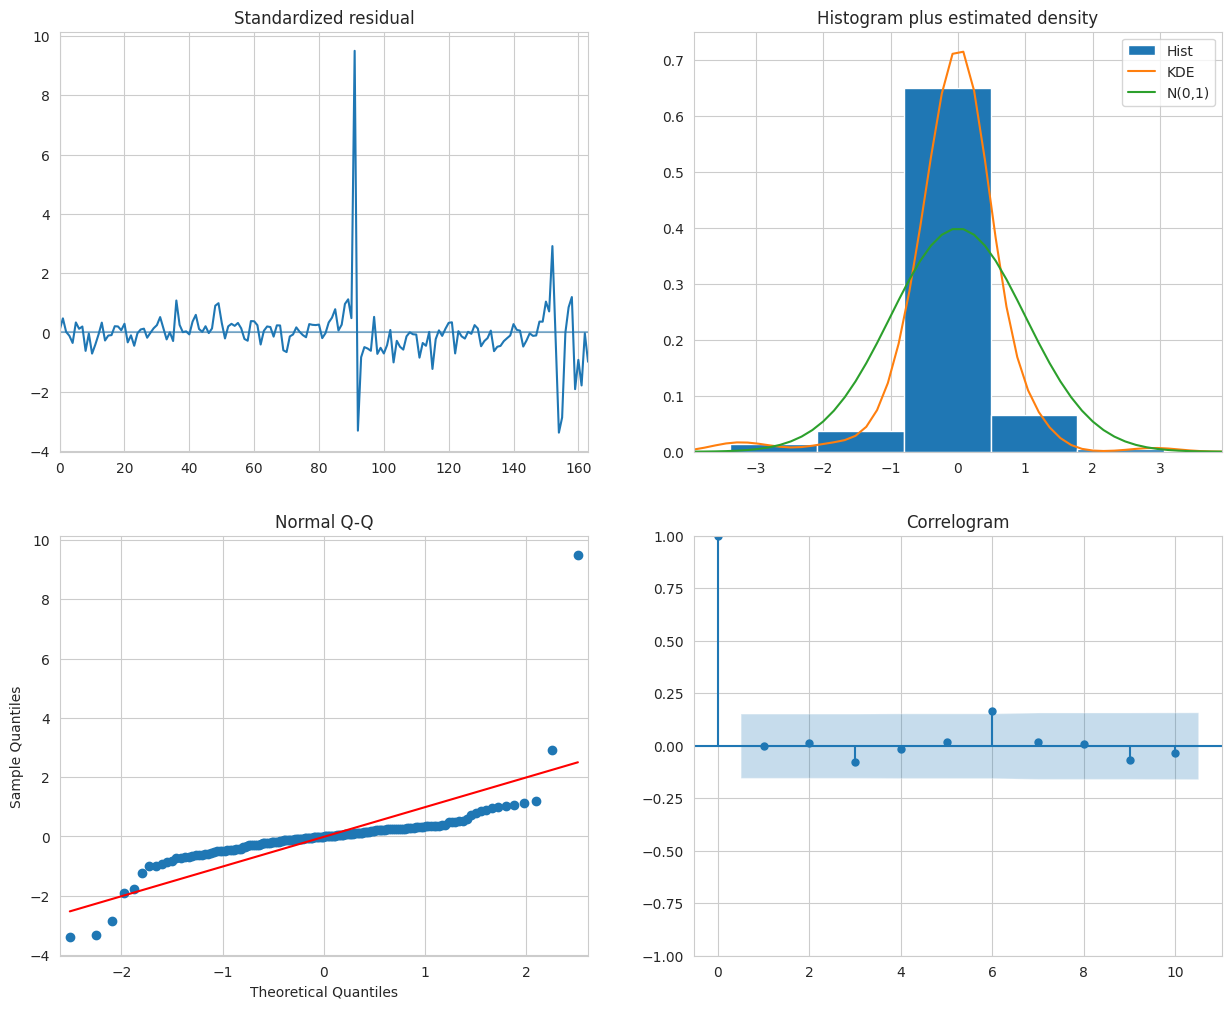 Standardized residual
10
8
6
4
2
0
−2
−4
0 20 40 60 80 100 120 140 160
Histogram plus estimated density
Hist
KDE
N(0,1)
0.7
0.6
0.5
0.4
0.3
0.2
0.1
0.0
−3 −2 −1 0 1 2 3
Normal Q-Q
Sample Quantiles
10
8
6
4
2
0
−2
−4
−2 −1 0 1 2
Theoretical Quantiles
Correlogram
1.00
0.75
0.50
0.25
0.00
−0.25
−0.50
−0.75
−1.00
0 2 4 6 8 10